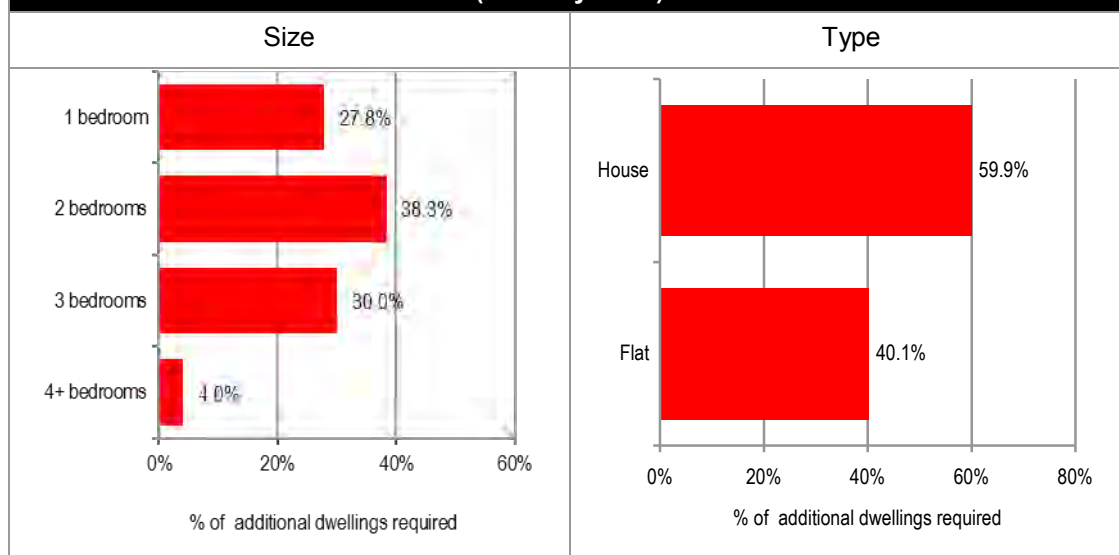 Size
1 bedroom
27.8%
2 bedrooms
38.3%
3 bedrooms
30.0%
4+ bedrooms
4.0%
0% 20% 40% 60%
% of additional dwellings required
Type
House
59.9%
Flat
40.1%
0% 20% 40% 60% 80%
% of additional dwellings required